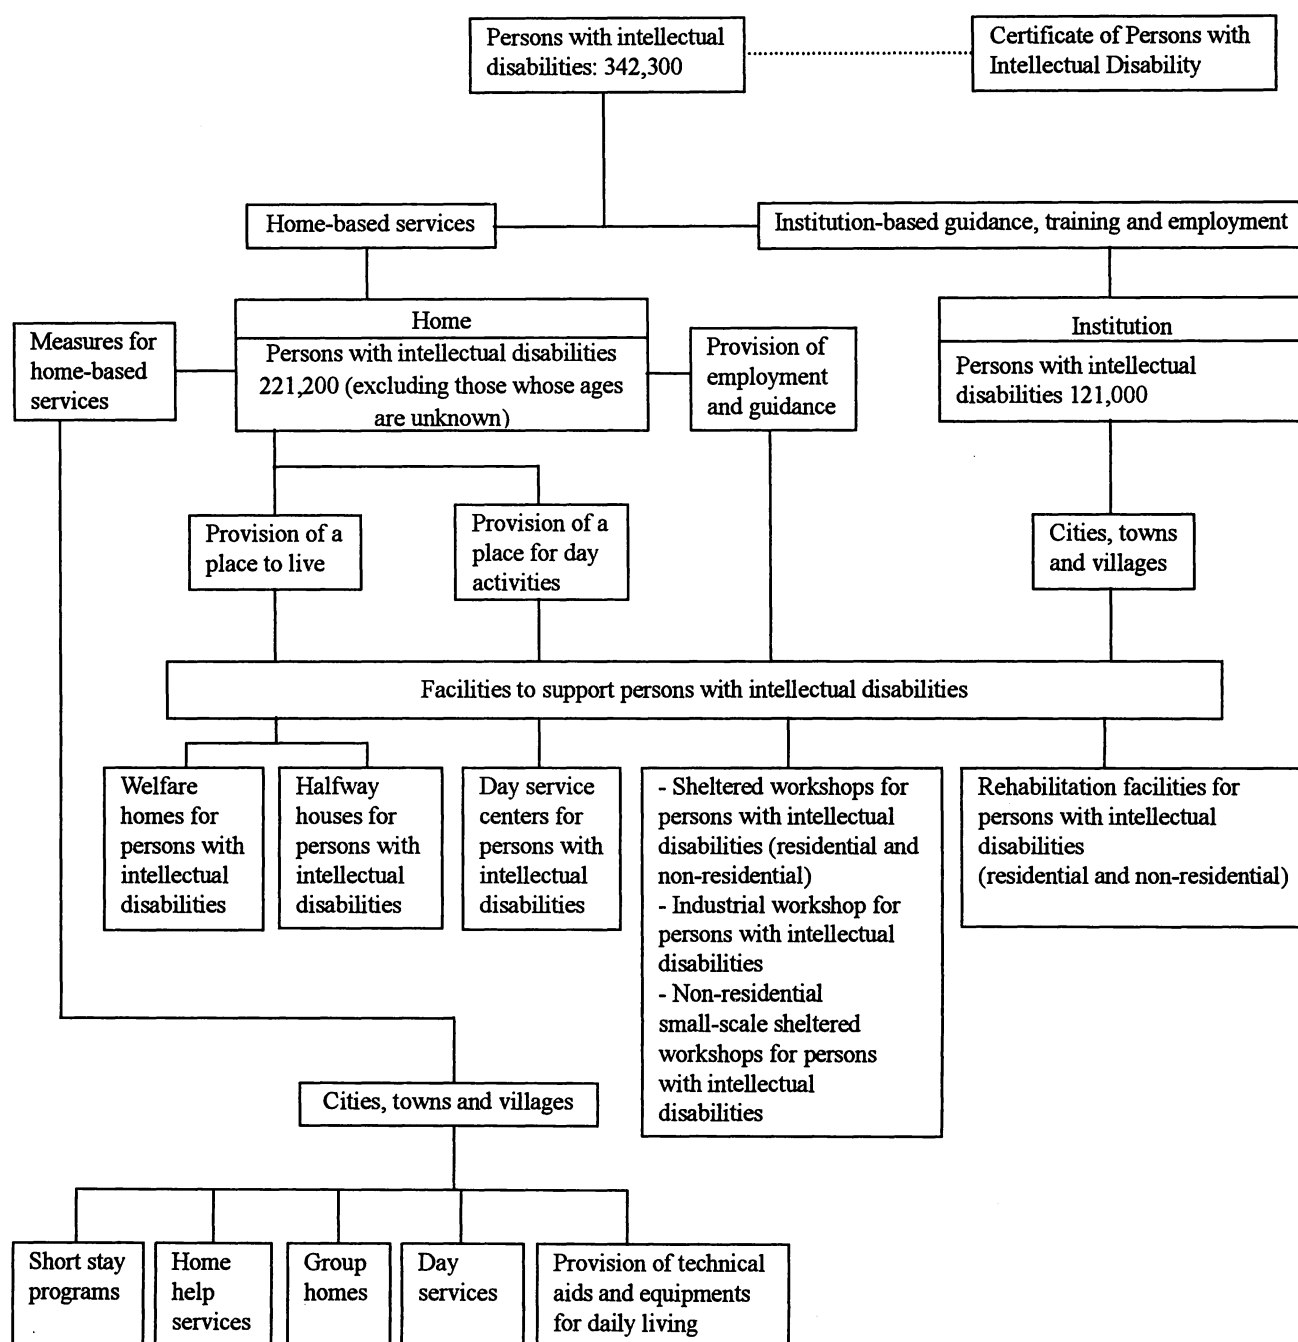 Persons with intellectual
disabilities: 342,300
Certificate of Persons with
Intellectual Disability
Home-based services
Institution-based guidance, training and employment
Measures for
home-based
services
Home
Persons with intellectual disabilities
221,200 (excluding those whose ages
are unknown)
Provision of
employment
and guidance
Institution
Persons with intellectual
disabilities 121,000
Provision of a
place to live
Provision of a
place for day
activities
Cities, towns
and villages
Facilities to support persons with intellectual disabilities
Welfare
homes for
persons with
intellectual
disabilities
Halfway
houses for
persons with
intellectual
disabilities
Day service
centers for
persons with
intellectual
disabilities
- Sheltered workshops for
persons with intellectual
disabilities (residential and
non-residential)
- Industrial workshop for
persons with intellectual
disabilities
- Non-residential
small-scale sheltered
workshops for persons
with intellectual
disabilities
Rehabilitation facilities for
persons with intellectual
disabilities
(residential and non-residential)
Cities, towns and villages
Short stay
programs
Home
help
services
Group
homes
Day
services
Provision of technical
aids and equipments
for daily living